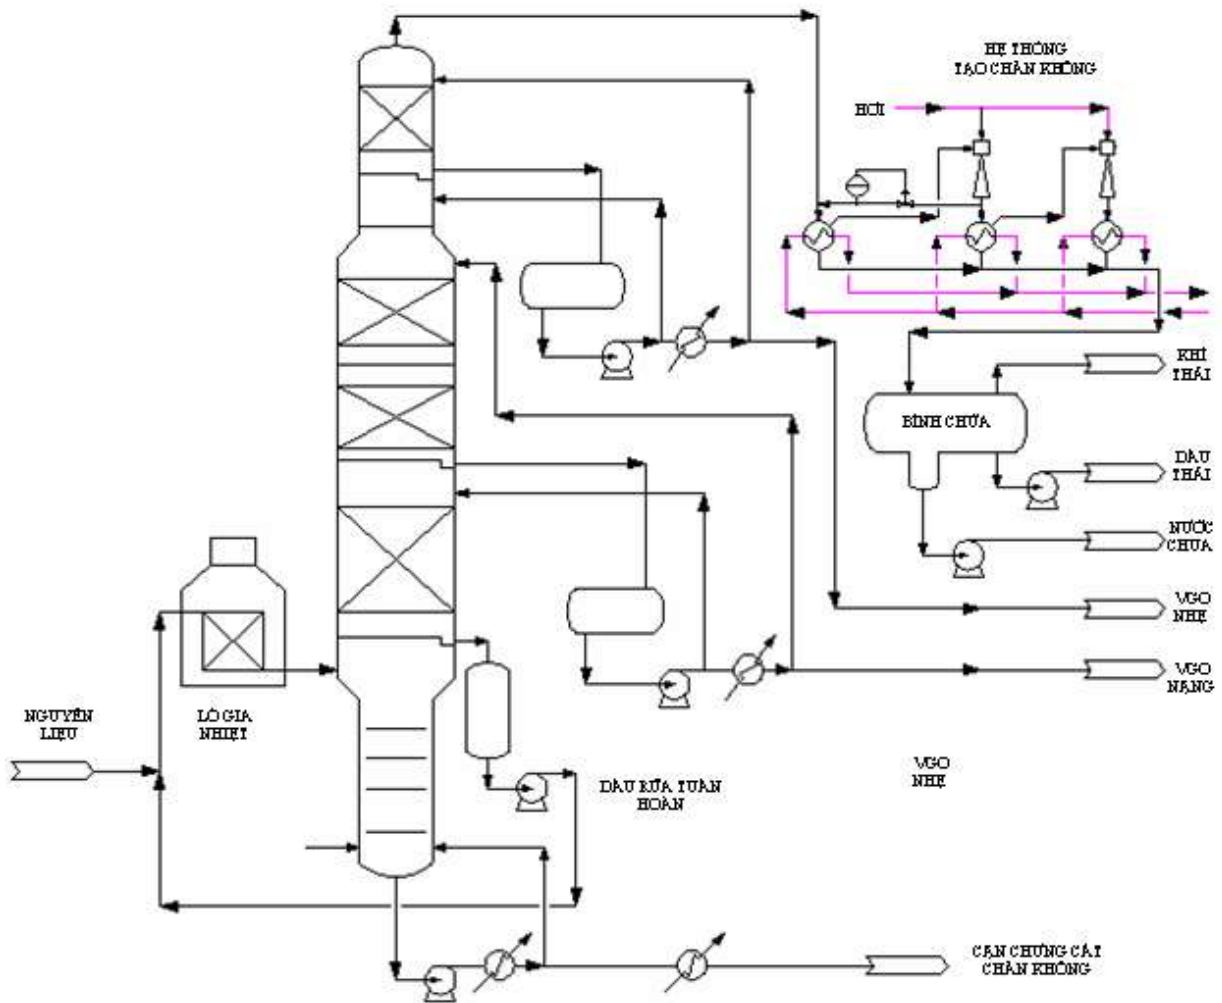 HỆ THỐNG
TẠO CHÂN KHÔNG
HƠI
KHÍ
THẢI
BÌNH CHỨA
DẦU
THẢI
NƯỚC
CHUA
VGO
NHẸ
VGO
NẶNG
NGUYÊN
LIỆU
LÒ GIA
NHIỆT
DẦU RỬA TUẦN
HOÀN
VGO
NHẸ
CẶN CHƯNG CẤT
CHÂN KHÔNG